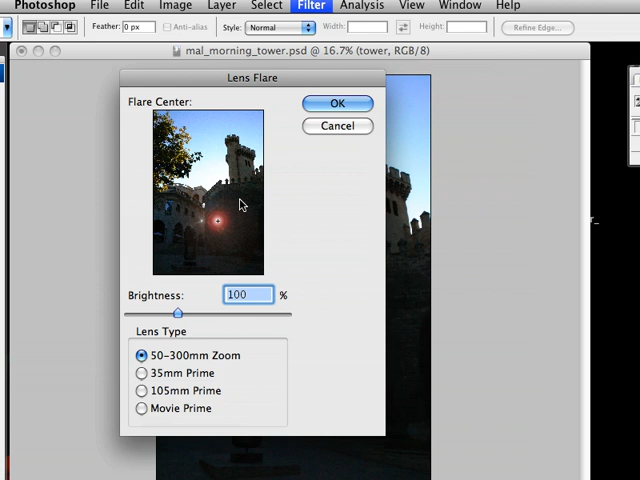 Photoshop File Edit Image Layer Select Filter Analysis View Window Help
Feather: 0 px Anti-alias Style: Normal Width: Height: Refine Edge...
mal_morning_tower.psd @ 16.7% (tower, RGB/8)
Lens Flare
Flare Center:
OK
Cancel
Brightness: 100 %
Lens Type
50-300mm Zoom
35mm Prime
105mm Prime
Movie Prime